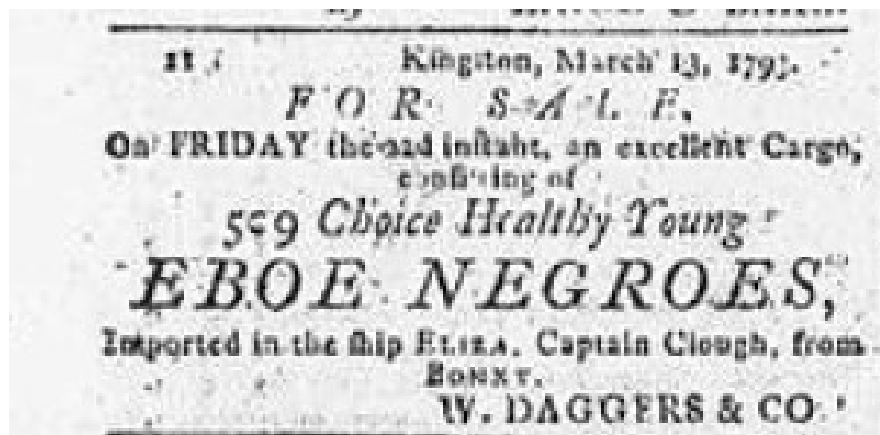 Kingston, March 13, 1793.
FOR SALE,
On FRIDAY the 22d inſtant, an excellent Cargo,
conſiſting of
509 Choice Healthy Young
EBOE NEGROES,
Imported in the ſhip ELIZA, Captain Clough, from
BONNY.
W. DAGGERS & CO